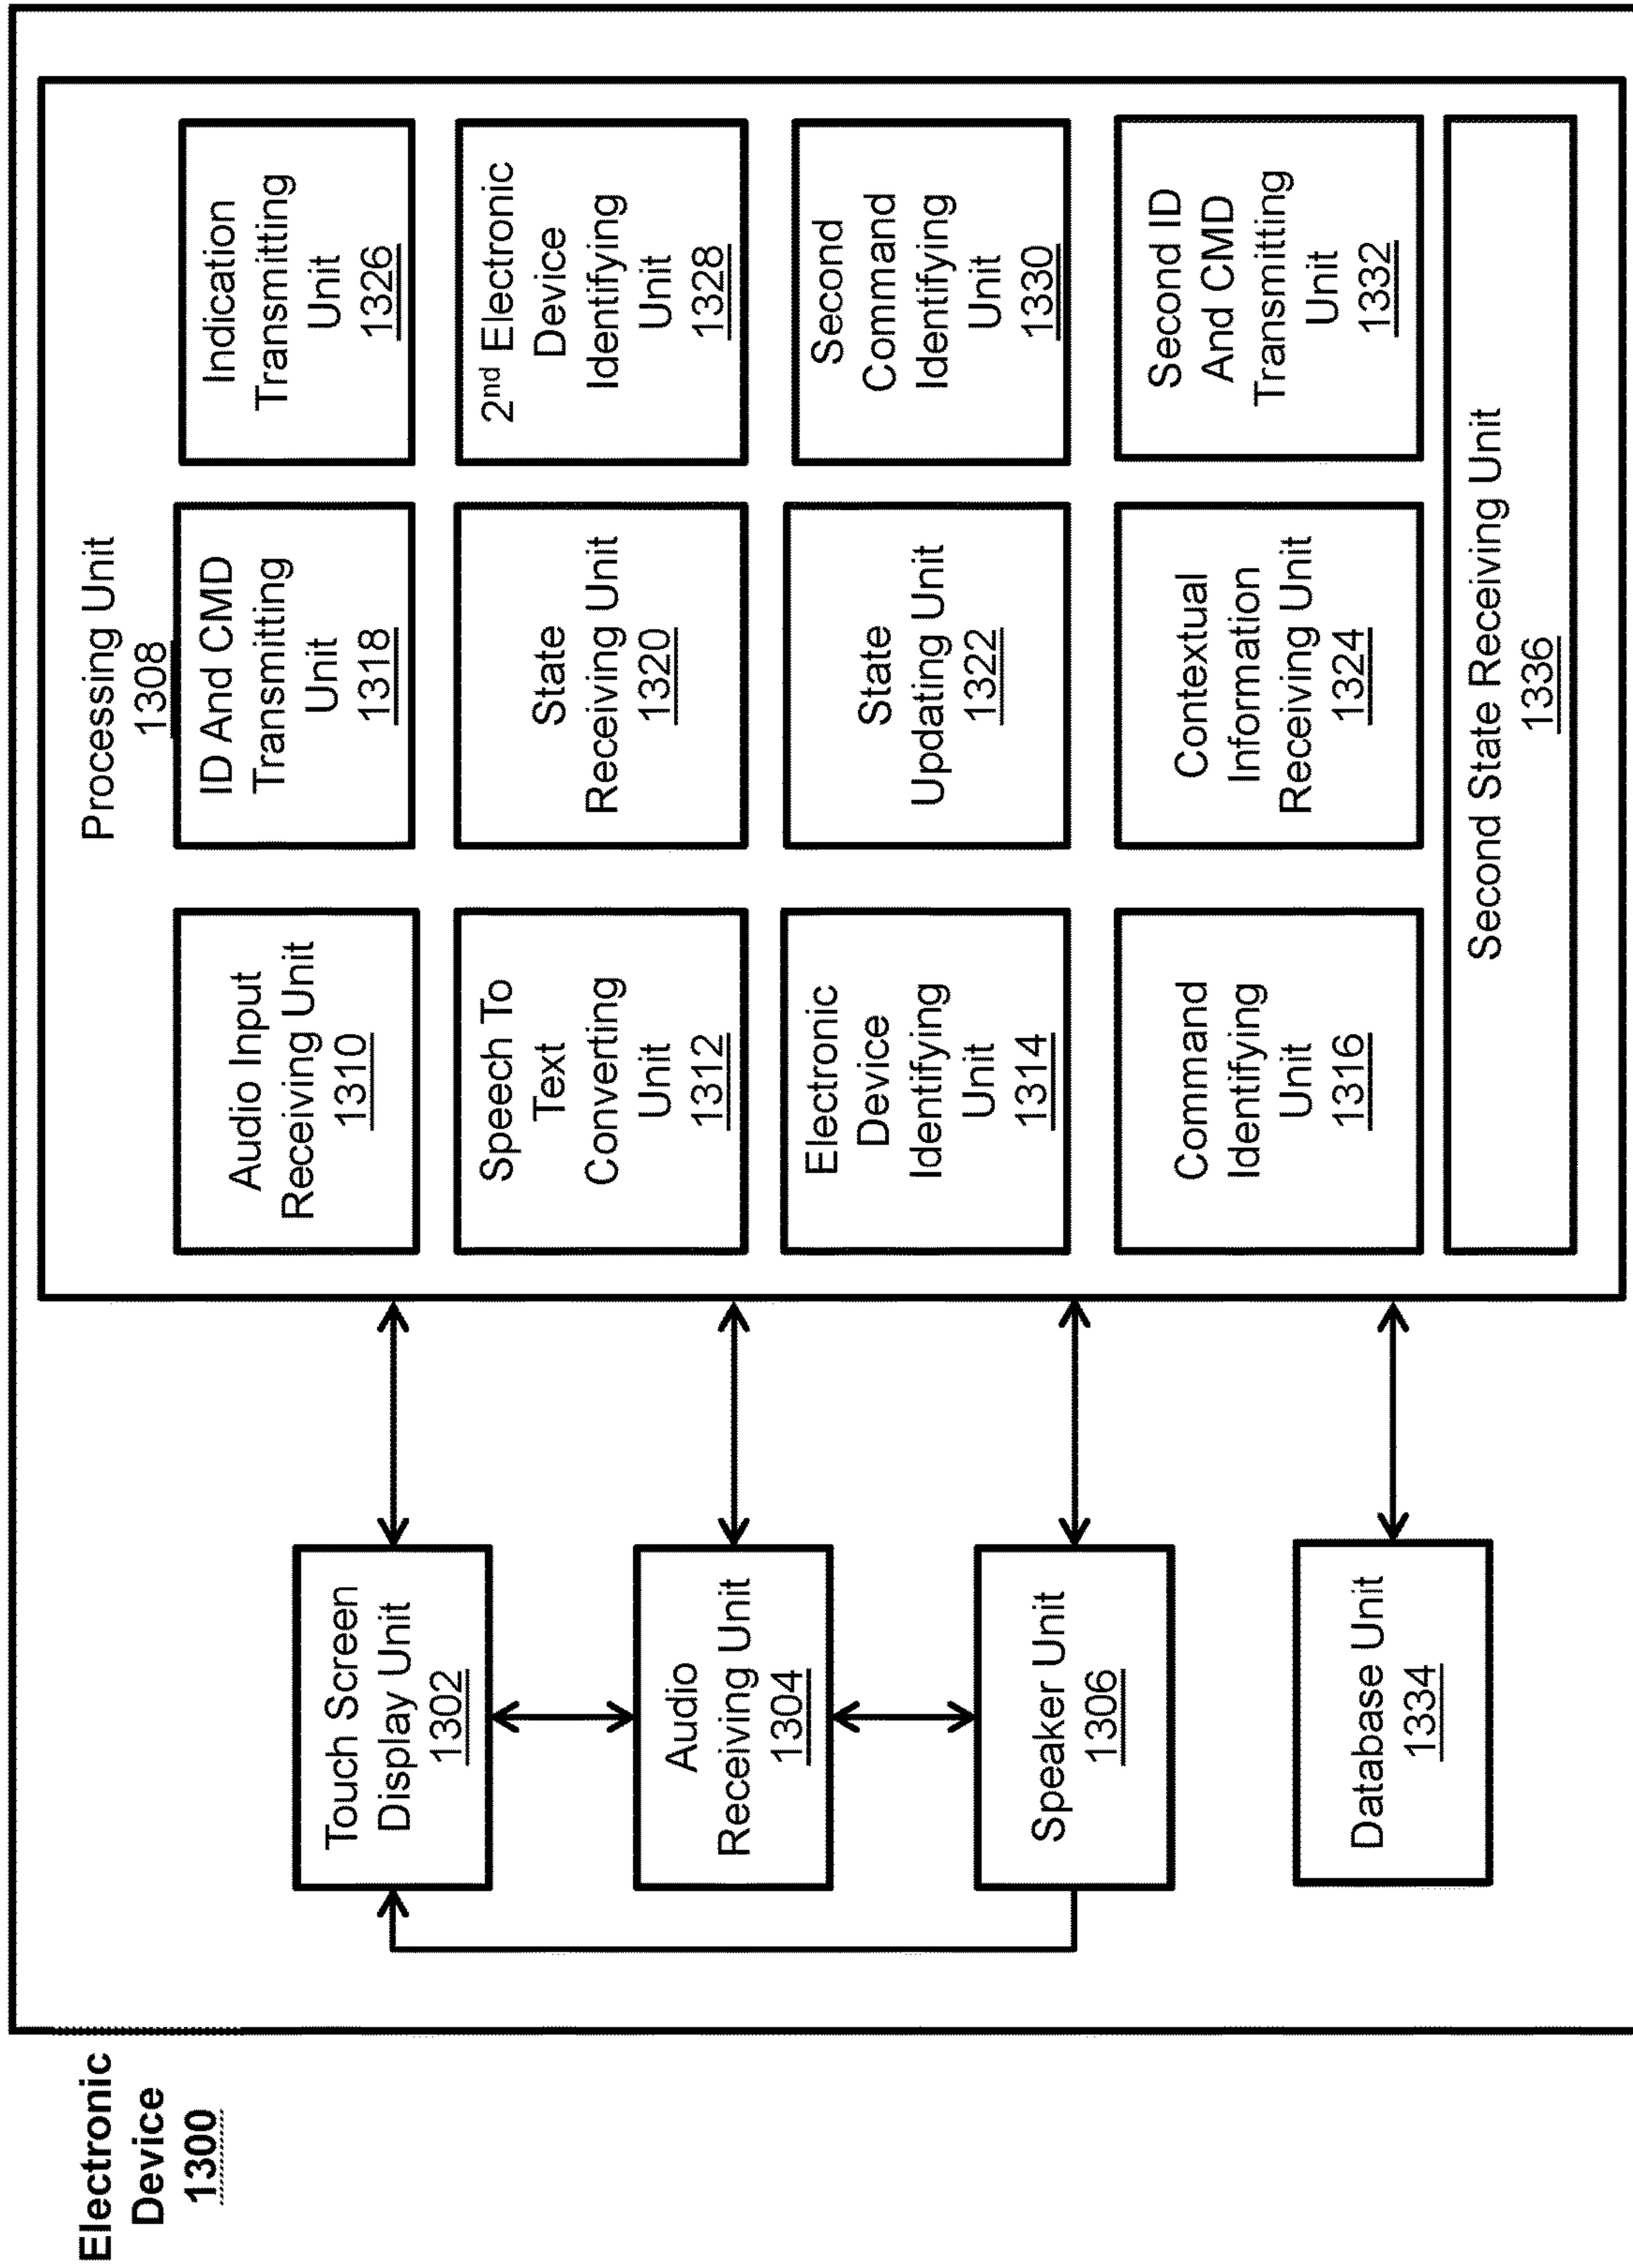 Electronic
Device
1300
Touch Screen
Display Unit
1302
Audio
Receiving Unit
1304
Speaker Unit
1306
Database Unit
1334
Processing Unit
1308
Audio Input
Receiving Unit
1310
Speech To
Text
Converting
Unit
1312
Electronic
Device
Identifying
Unit
1314
Command
Identifying
Unit
1316
ID And CMD
Transmitting
Unit
1318
State
Receiving Unit
1320
State
Updating Unit
1322
Contextual
Information
Receiving Unit
1324
Indication
Transmitting
Unit
1326
2nd Electronic
Device
Identifying
Unit
1328
Second
Command
Identifying
Unit
1330
Second ID
And CMD
Transmitting
Unit
1332
Second State Receiving Unit
1336